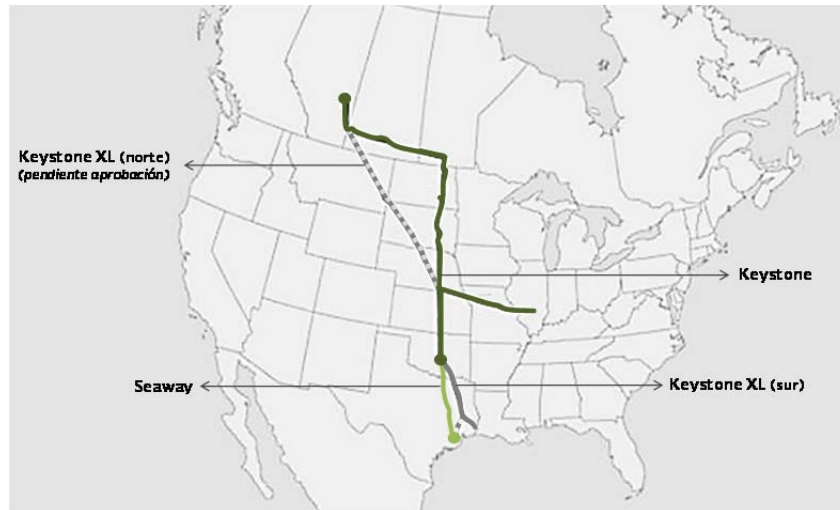 Keystone XL (norte)
(pendiente aprobación)
Keystone
Seaway
Keystone XL (sur)